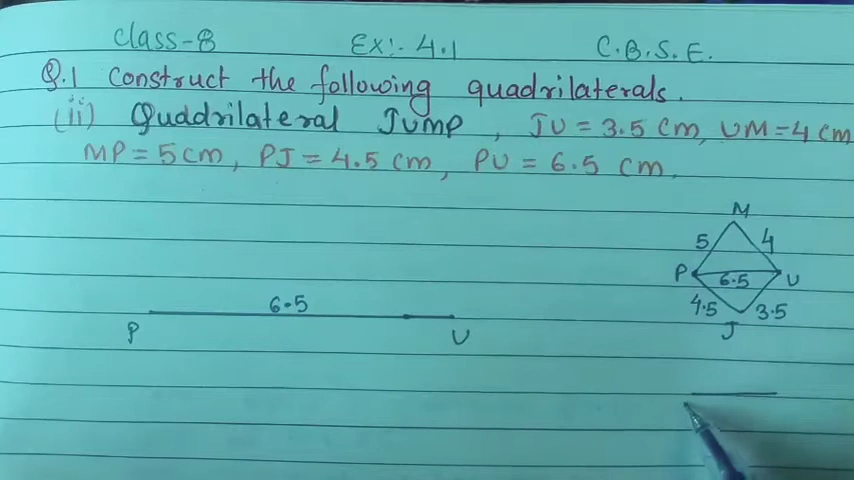 Class-8 Ex:- 4.1 C.B.S.E.
Q.1 Construct the following quadrilaterals.
(ii) Quddrilateral JUMP, JU = 3.5 cm, UM = 4 cm
MP = 5 cm, PJ = 4.5 cm, PU = 6.5 cm.
M
5 4
P 6.5 U
4.5 3.5
J
6.5
P U